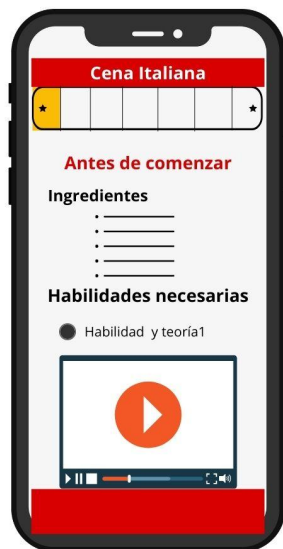 Cena Italiana
Antes de comenzar
Ingredientes
Habilidades necesarias
Habilidad y teoría1